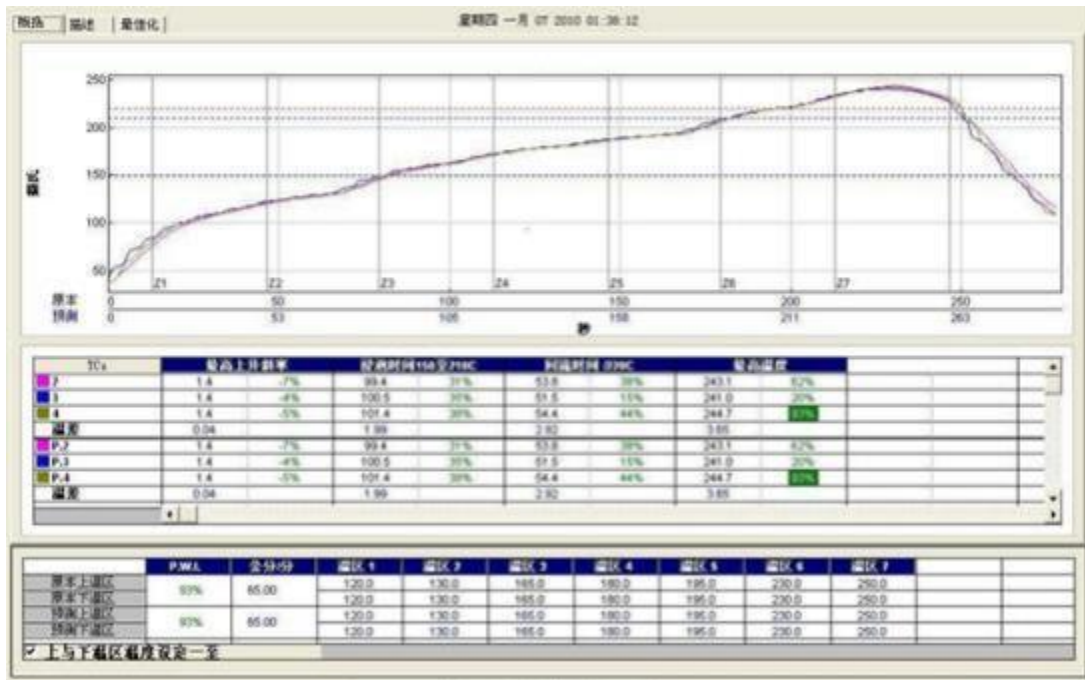 预热 描述 最佳化
星期四 一月 07 2010 01:38:12
250
200
150
100
50
摄氏
Z1 Z2 Z3 Z4 Z5 Z6 Z7
原本 0 50 100 150 200 250
预测 0 53 105 158 211 263
秒
TCs 最高上升斜率 浸润时间150至210C 回流时间 /220C 最高温度
2 1.4 -7% 99.4 31% 53.8 38% 243.1 62%
3 1.4 -4% 100.5 35% 51.5 15% 241.0 20%
4 1.4 -5% 101.4 38% 54.4 44% 244.7 93%
温差 0.04 1.99 2.92 3.65
P.2 1.4 -7% 99.4 31% 53.8 38% 243.1 62%
P.3 1.4 -4% 100.5 35% 51.5 15% 241.0 20%
P.4 1.4 -5% 101.4 38% 54.4 44% 244.7 93%
温差 0.04 1.99 2.92 3.65
P.W.I. 公分/分 温区 1 温区 2 温区 3 温区 4 温区 5 温区 6 温区 7
原本上温区 93% 65.00 120.0 130.0 165.0 180.0 195.0 230.0 250.0
原本下温区 120.0 130.0 165.0 180.0 195.0 230.0 250.0
预测上温区 93% 65.00 120.0 130.0 165.0 180.0 195.0 230.0 250.0
预测下温区 120.0 130.0 165.0 180.0 195.0 230.0 250.0
上与下温区温度设定一至